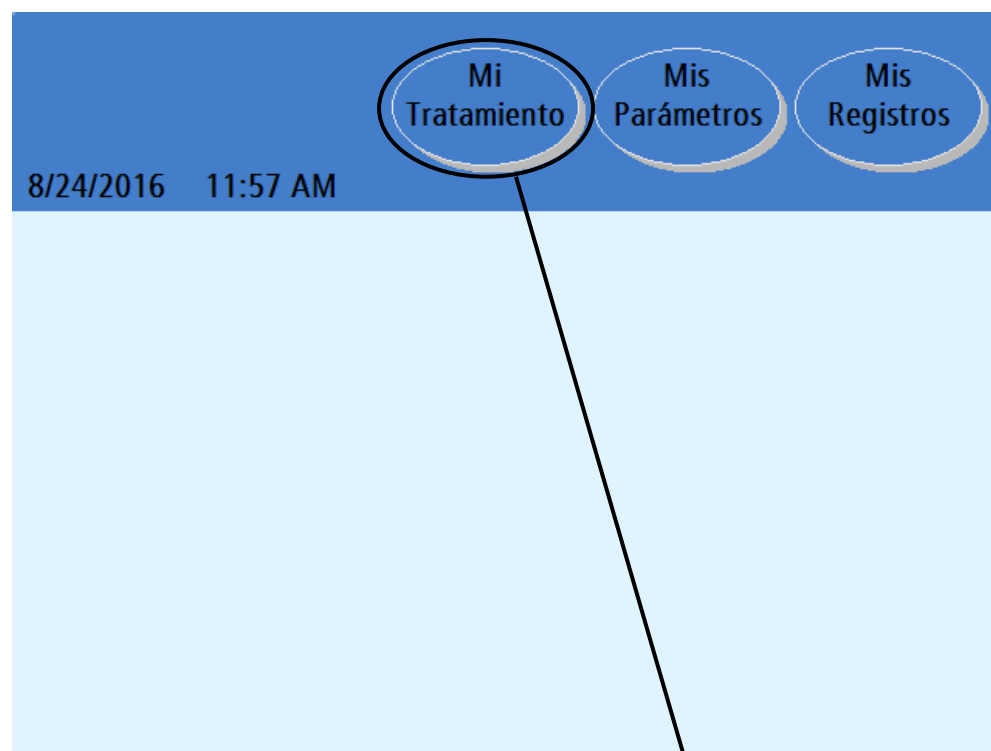 Mi
Tratamiento
Mis
Parámetros
Mis
Registros
8/24/2016 11:57 AM